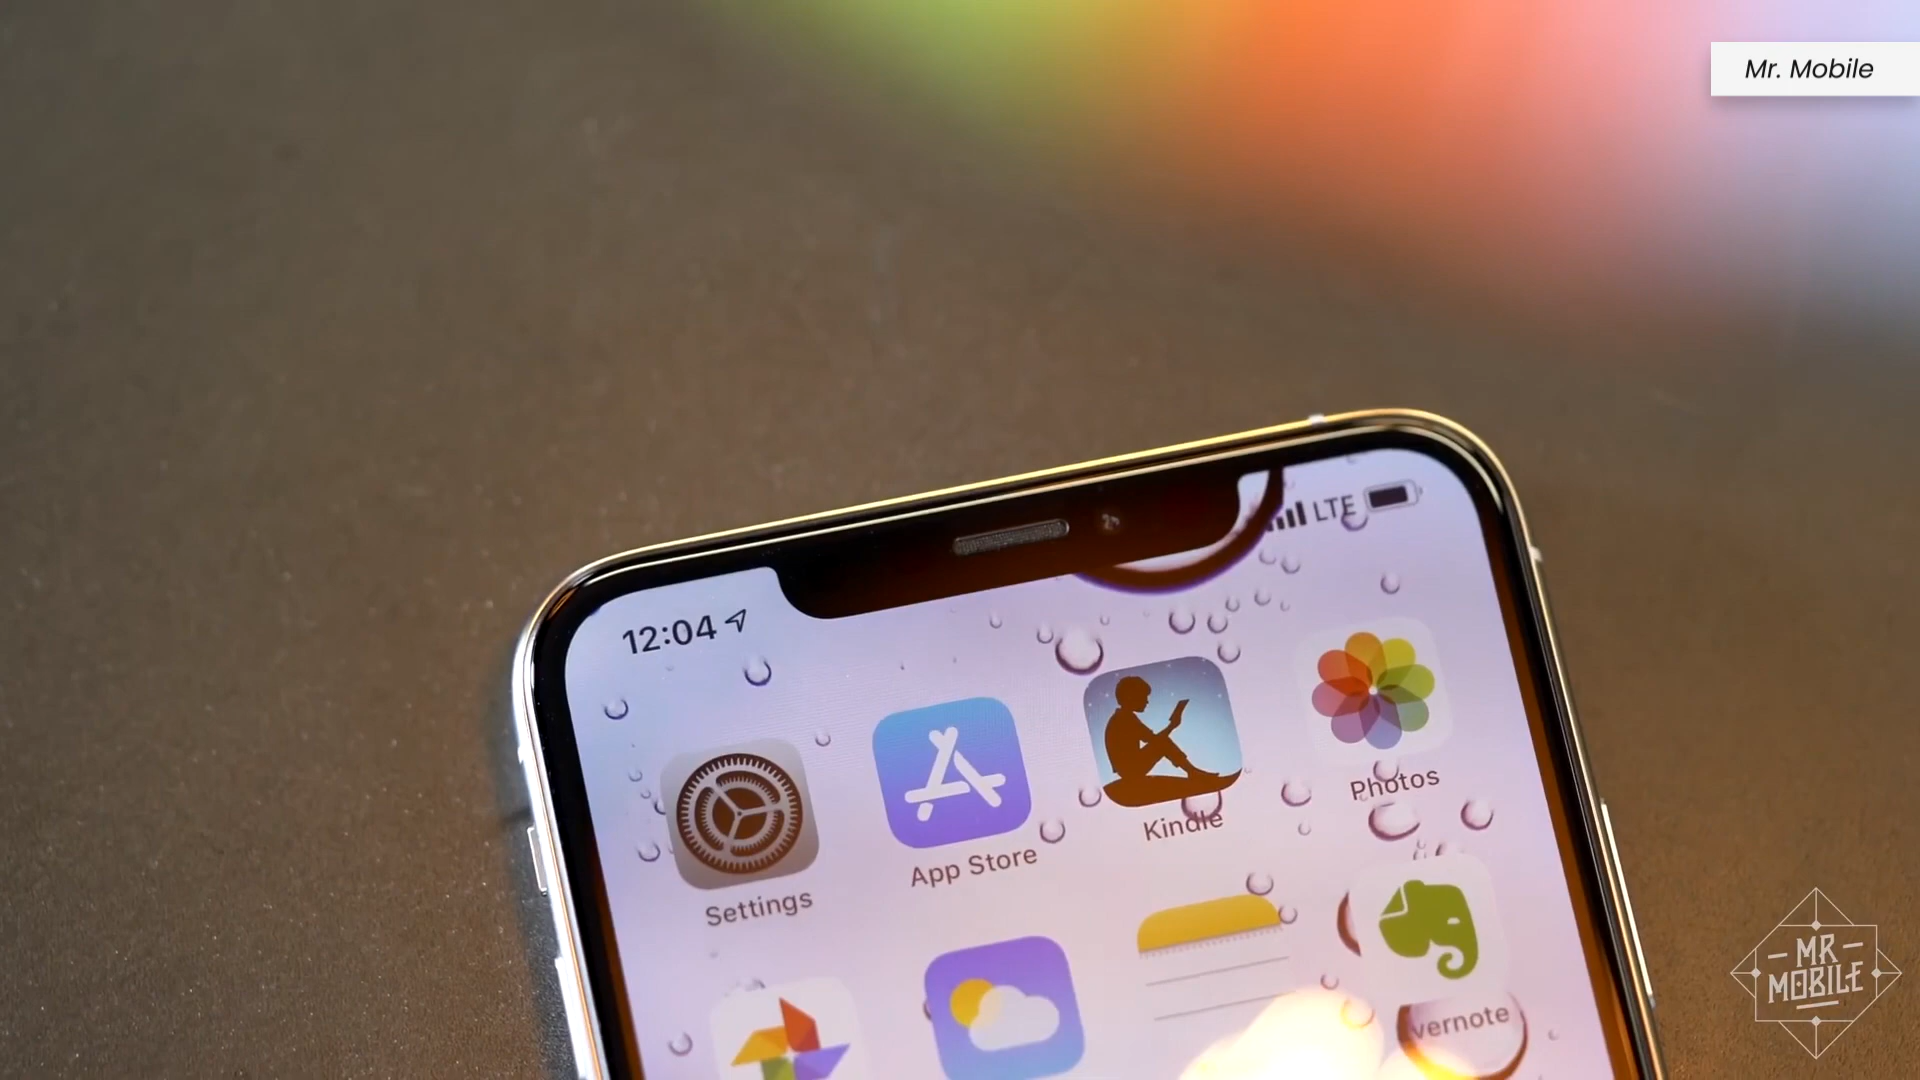 Mr. Mobile
LTE
12:04
Photos
Kindle
App Store
Settings
vernote
MR
MOBILE